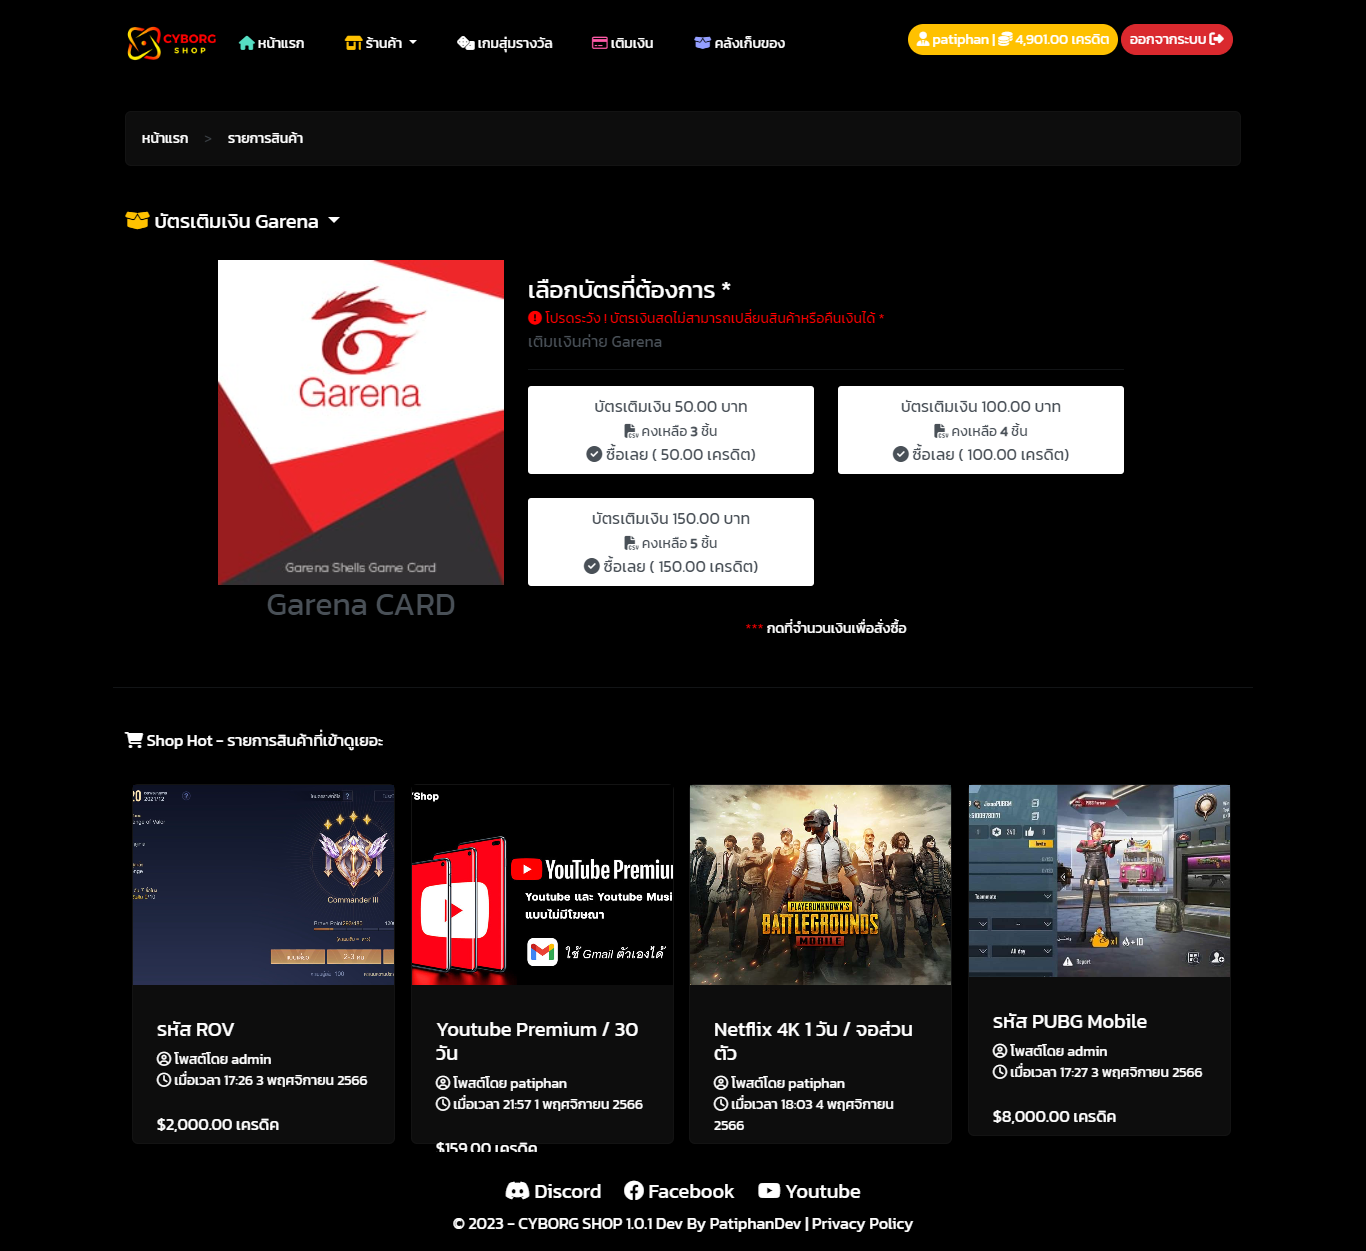 CYBORG
SHOP
หน้าแรก
ร้านค้า
เกมสุ่มรางวัล
เติมเงิน
คลังเก็บของ
patiphan | 4,901.00 เครดิต
ออกจากระบบ
หน้าแรก > รายการสินค้า
บัตรเติมเงิน Garena
Garena
Garena Shells Game Card
Garena CARD
เลือกบัตรที่ต้องการ *
โปรดระวัง ! บัตรเงินสดไม่สามารถเปลี่ยนสินค้าหรือคืนเงินได้ *
เติมแงินค่าย Garena
บัตรเติมเงิน 50.00 บาท
คงเหลือ 3 ชิ้น
ซื้อเลย ( 50.00 เครดิต)
บัตรเติมเงิน 100.00 บาท
คงเหลือ 4 ชิ้น
ซื้อเลย ( 100.00 เครดิต)
บัตรเติมเงิน 150.00 บาท
คงเหลือ 5 ชิ้น
ซื้อเลย ( 150.00 เครดิต)
*** กดที่จำนวนเงินเพื่อสั่งซื้อ
Shop Hot - รายการสินค้าที่เข้าดูเยอะ
2021/12
Commander III
2-3 คน
รหัส ROV
โพสต์โดย admin
เมื่อเวลา 17:26 3 พฤศจิกายน 2566
$2,000.00 เครดิค
Shop
YouTube Premium
Youtube และ Youtube Musi
แบบไม่มีโฆษณา
ใช้ Gmail ตัวเองได้
Youtube Premium / 30
วัน
โพสต์โดย patiphan
เมื่อเวลา 21:57 1 พฤศจิกายน 2566
$159.00 เครดิค
PLAYERUNKNOWN'S
BATTLEGROUNDS
MOBILE
Netflix 4K 1 วัน / จอส่วน
ตัว
โพสต์โดย patiphan
เมื่อเวลา 18:03 4 พฤศจิกายน
2566
Teammate
All day
Report
x1
+10
รหัส PUBG Mobile
โพสต์โดย admin
เมื่อเวลา 17:27 3 พฤศจิกายน 2566
$8,000.00 เครดิค
Discord
Facebook
Youtube
© 2023 - CYBORG SHOP 1.0.1 Dev By PatiphanDev | Privacy Policy